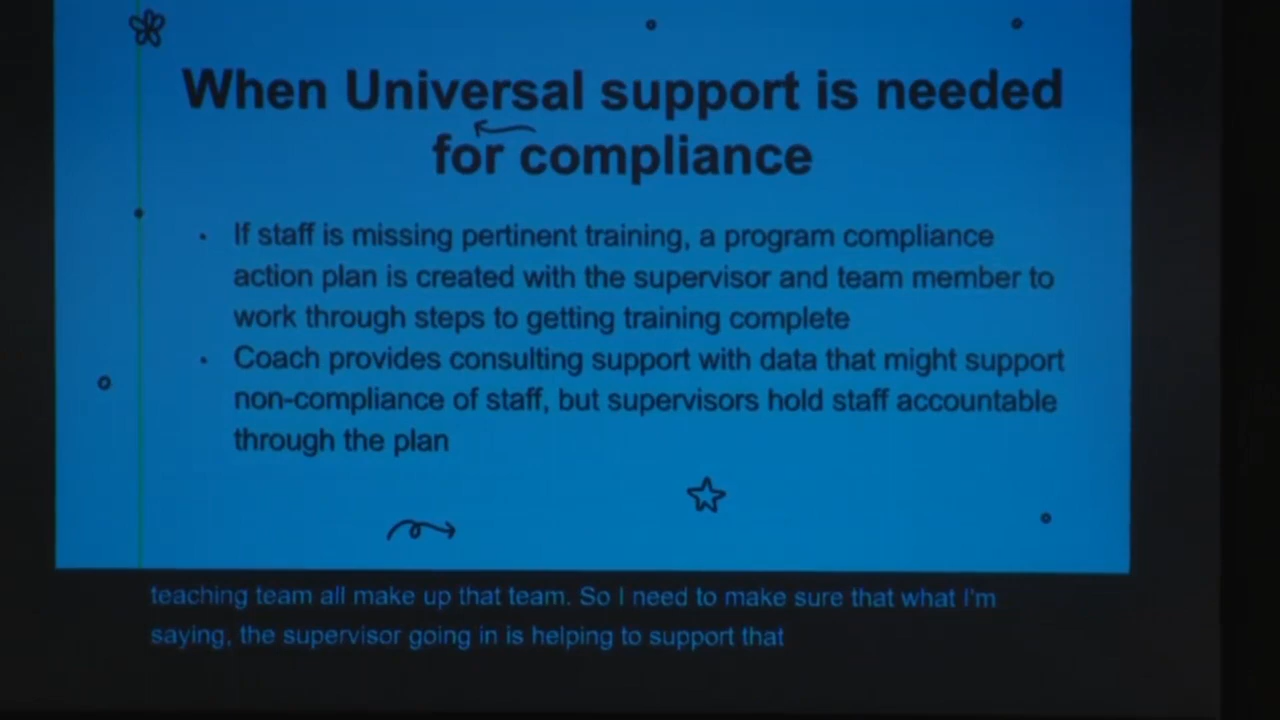 When Universal support is needed
for compliance
• If staff is missing pertinent training, a program compliance
action plan is created with the supervisor and team member to
work through steps to getting training complete
• Coach provides consulting support with data that might support
non-compliance of staff, but supervisors hold staff accountable
through the plan
teaching team all make up that team. So I need to make sure that what I'm
saying, the supervisor going in is helping to support that